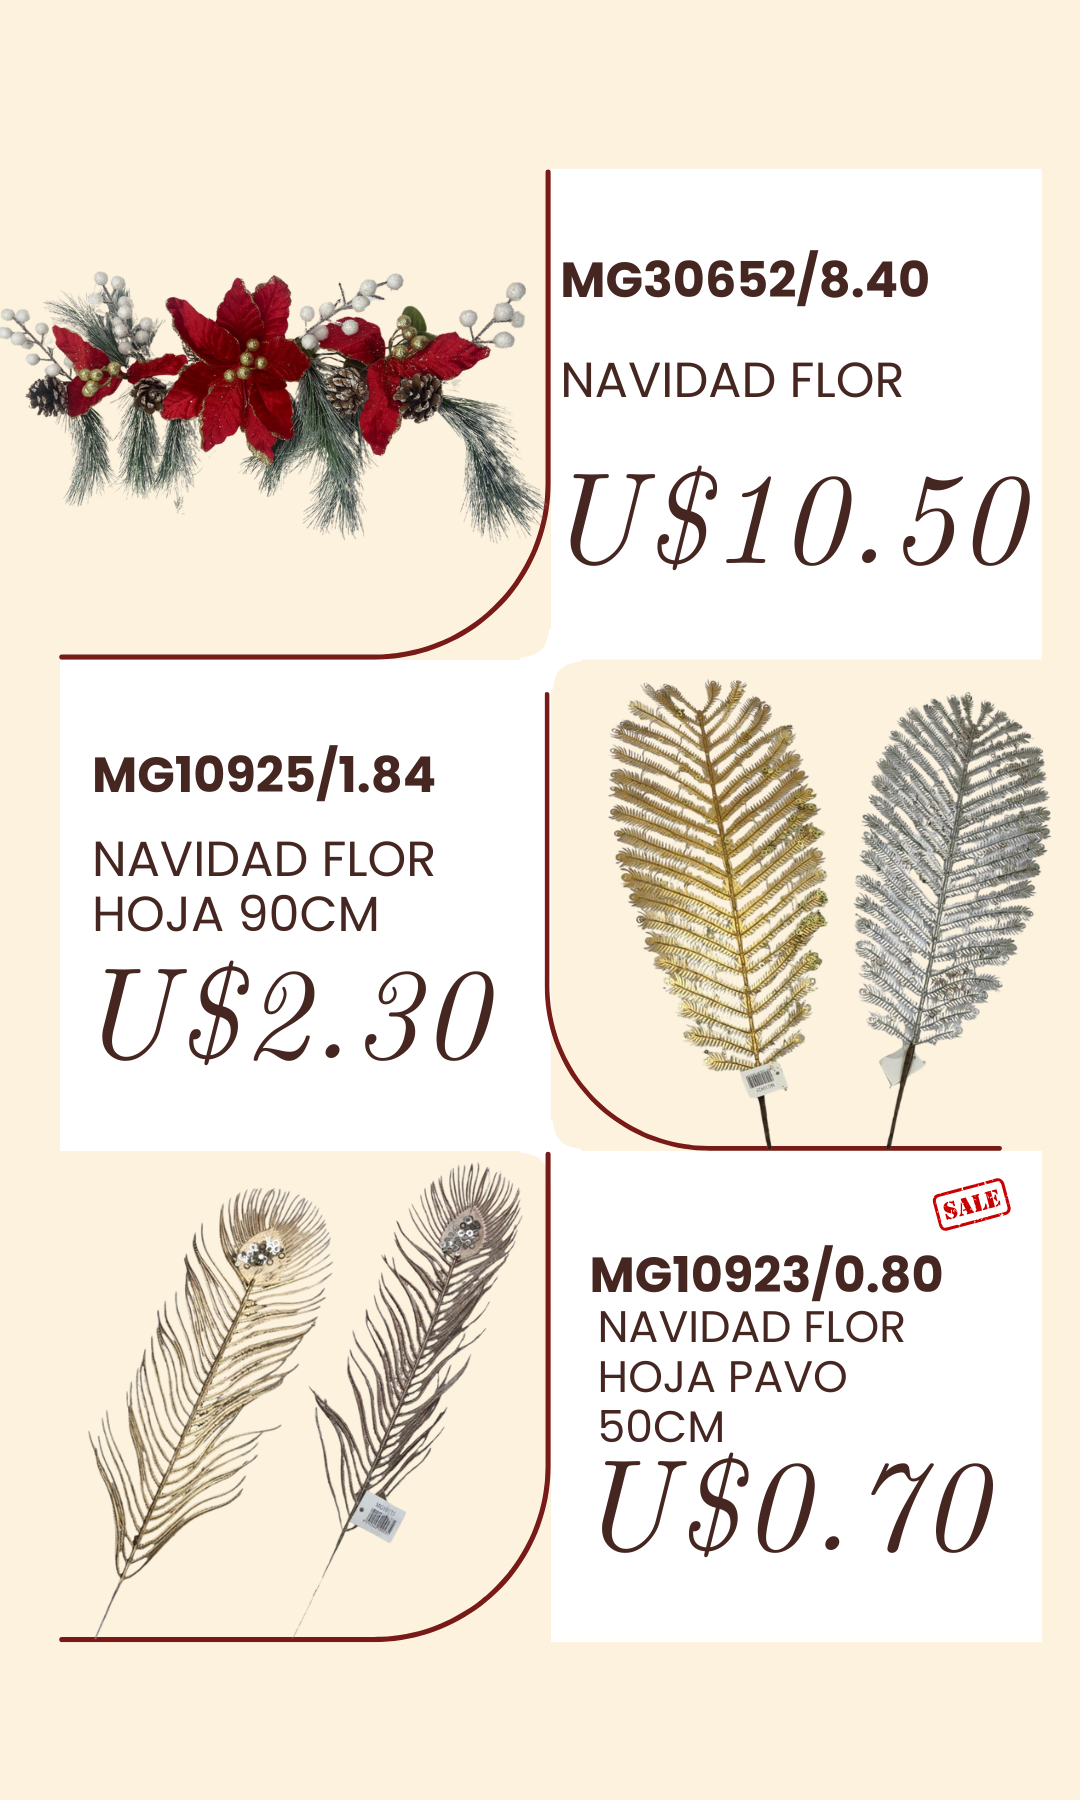 MG30652/8.40
NAVIDAD FLOR
U$10.50
MG10925/1.84
NAVIDAD FLOR
HOJA 90CM
U$2.30
SALE
MG10923/0.80
NAVIDAD FLOR
HOJA PAVO
50CM
U$0.70